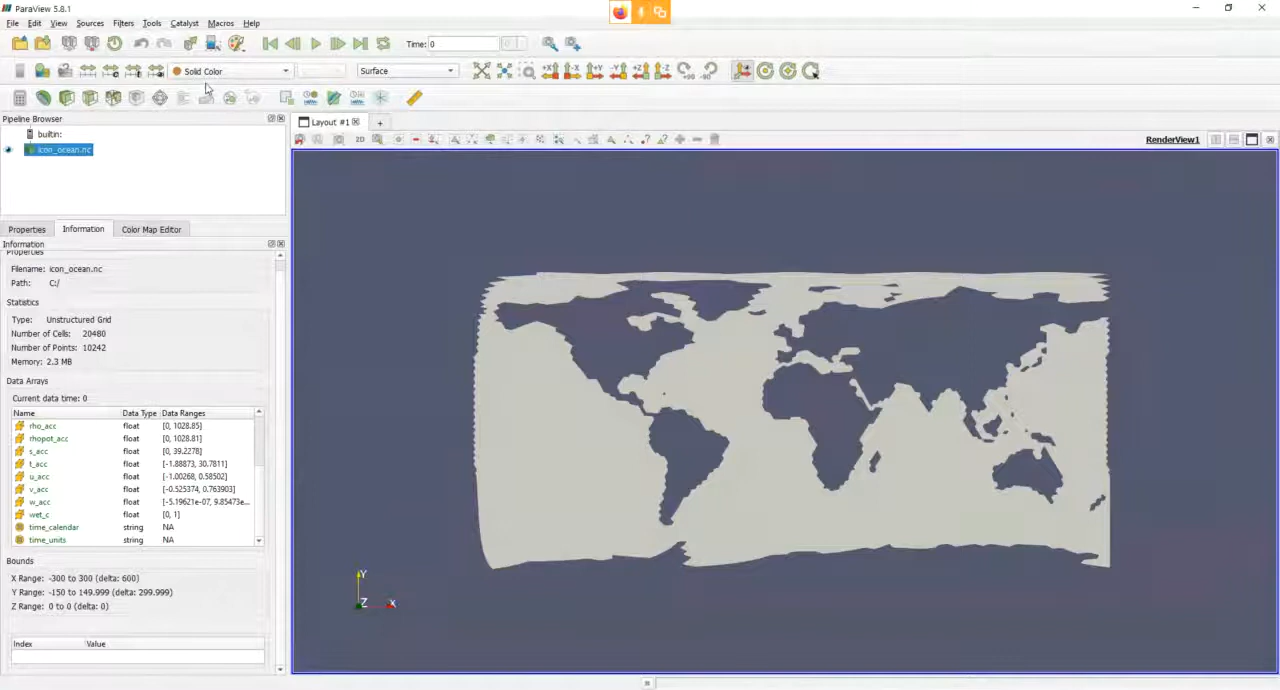 ParaView 5.8.1
File Edit View Sources Filters Tools Catalyst Macros Help
Time: 0
Solid Color
Surface
+X -X +Y -Y +Z -Z +90 -90
Pipeline Browser
Layout #1
+
builtin:
3D
RenderView1
icon_ocean.nc
Properties Information Color Map Editor
Information
Properties
Filename: icon_ocean.nc
Path: C:/
Statistics
Type: Unstructured Grid
Number of Cells: 20480
Number of Points: 10242
Memory: 2.3 MB
Data Arrays
Current data time: 0
Name Data Type Data Ranges
rho_acc float [0, 1028.85]
rhopot_acc float [0, 1028.81]
s_acc float [0, 39.2278]
t_acc float [-1.88873, 30.7811]
u_acc float [-1.00268, 0.58502]
v_acc float [-0.525374, 0.763903]
w_acc float [-5.19621e-07, 9.85473e...
wet_c float [0, 1]
time_calendar string NA
time_units string NA
Bounds
X Range: -300 to 300 (delta: 600)
Y Range: -150 to 149.999 (delta: 299.999)
Z Range: 0 to 0 (delta: 0)
Y
Z X
Index Value